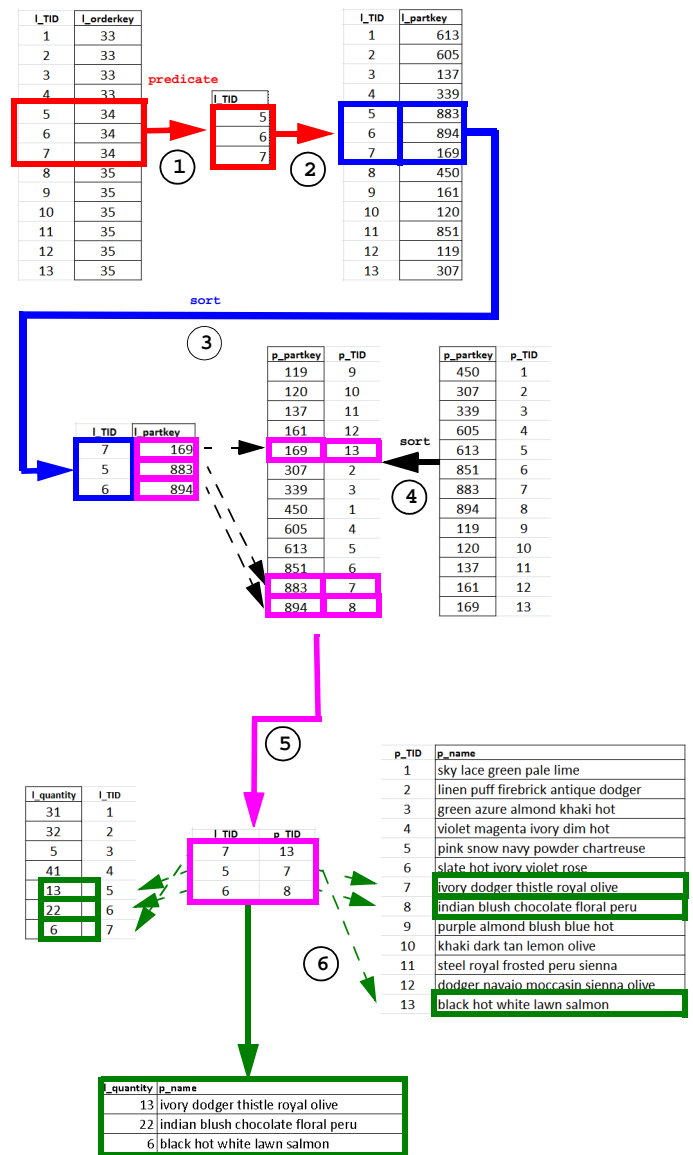 l_TID l_orderkey
1 33
2 33
3 33
4 33
5 34
6 34
7 34
8 35
9 35
10 35
11 35
12 35
13 35
predicate
1
l_TID
5
6
7
2
l_TID l_partkey
1 613
2 605
3 137
4 339
5 883
6 894
7 169
8 450
9 161
10 120
11 851
12 119
13 307
sort
3
l_TID l_partkey
7 169
5 883
6 894
p_partkey p_TID
119 9
120 10
137 11
161 12
169 13
307 2
339 3
450 1
605 4
613 5
851 6
883 7
894 8
sort
4
p_partkey p_TID
450 1
307 2
339 3
605 4
613 5
851 6
883 7
894 8
119 9
120 10
137 11
161 12
169 13
5
l_quantity l_TID
31 1
32 2
5 3
41 4
13 5
22 6
6 7
l_TID p_TID
7 13
5 7
6 8
p_TID p_name
1 sky lace green pale lime
2 linen puff firebrick antique dodger
3 green azure almond khaki hot
4 violet magenta ivory dim hot
5 pink snow navy powder chartreuse
6 slate hot ivory violet rose
7 ivory dodger thistle royal olive
8 indian blush chocolate floral peru
9 purple almond blush blue hot
10 khaki dark tan lemon olive
11 steel royal frosted peru sienna
12 dodger navajo moccasin sienna olive
13 black hot white lawn salmon
6
l_quantity p_name
13 ivory dodger thistle royal olive
22 indian blush chocolate floral peru
6 black hot white lawn salmon